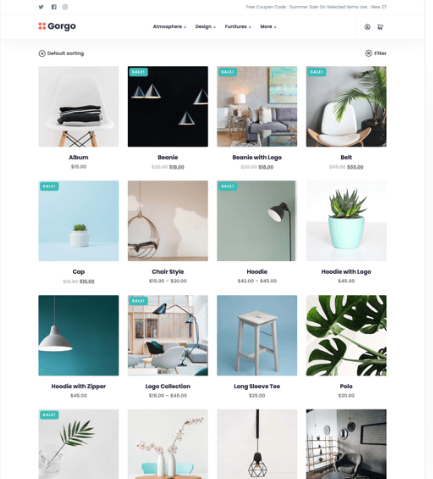 Free Coupon Code : Summer Sale On Selected Items Use : New 27
Gorgo
Atmosphere Design Funitures More
Default sorting
Filter
SALE! SALE! SALE!
Album Beanie Beanie with Logo Belt
$15.00 $20.00 $18.00 $20.00 $18.00 $65.00 $55.00
SALE! SALE!
Cap Chair Style Hoodie Hoodie with Logo
$18.00 $16.00 $15.00 – $20.00 $42.00 – $45.00 $45.00
SALE!
Hoodie with Zipper Logo Collection Long Sleeve Tee Polo
$45.00 $18.00 – $45.00 $25.00 $20.00
SALE!